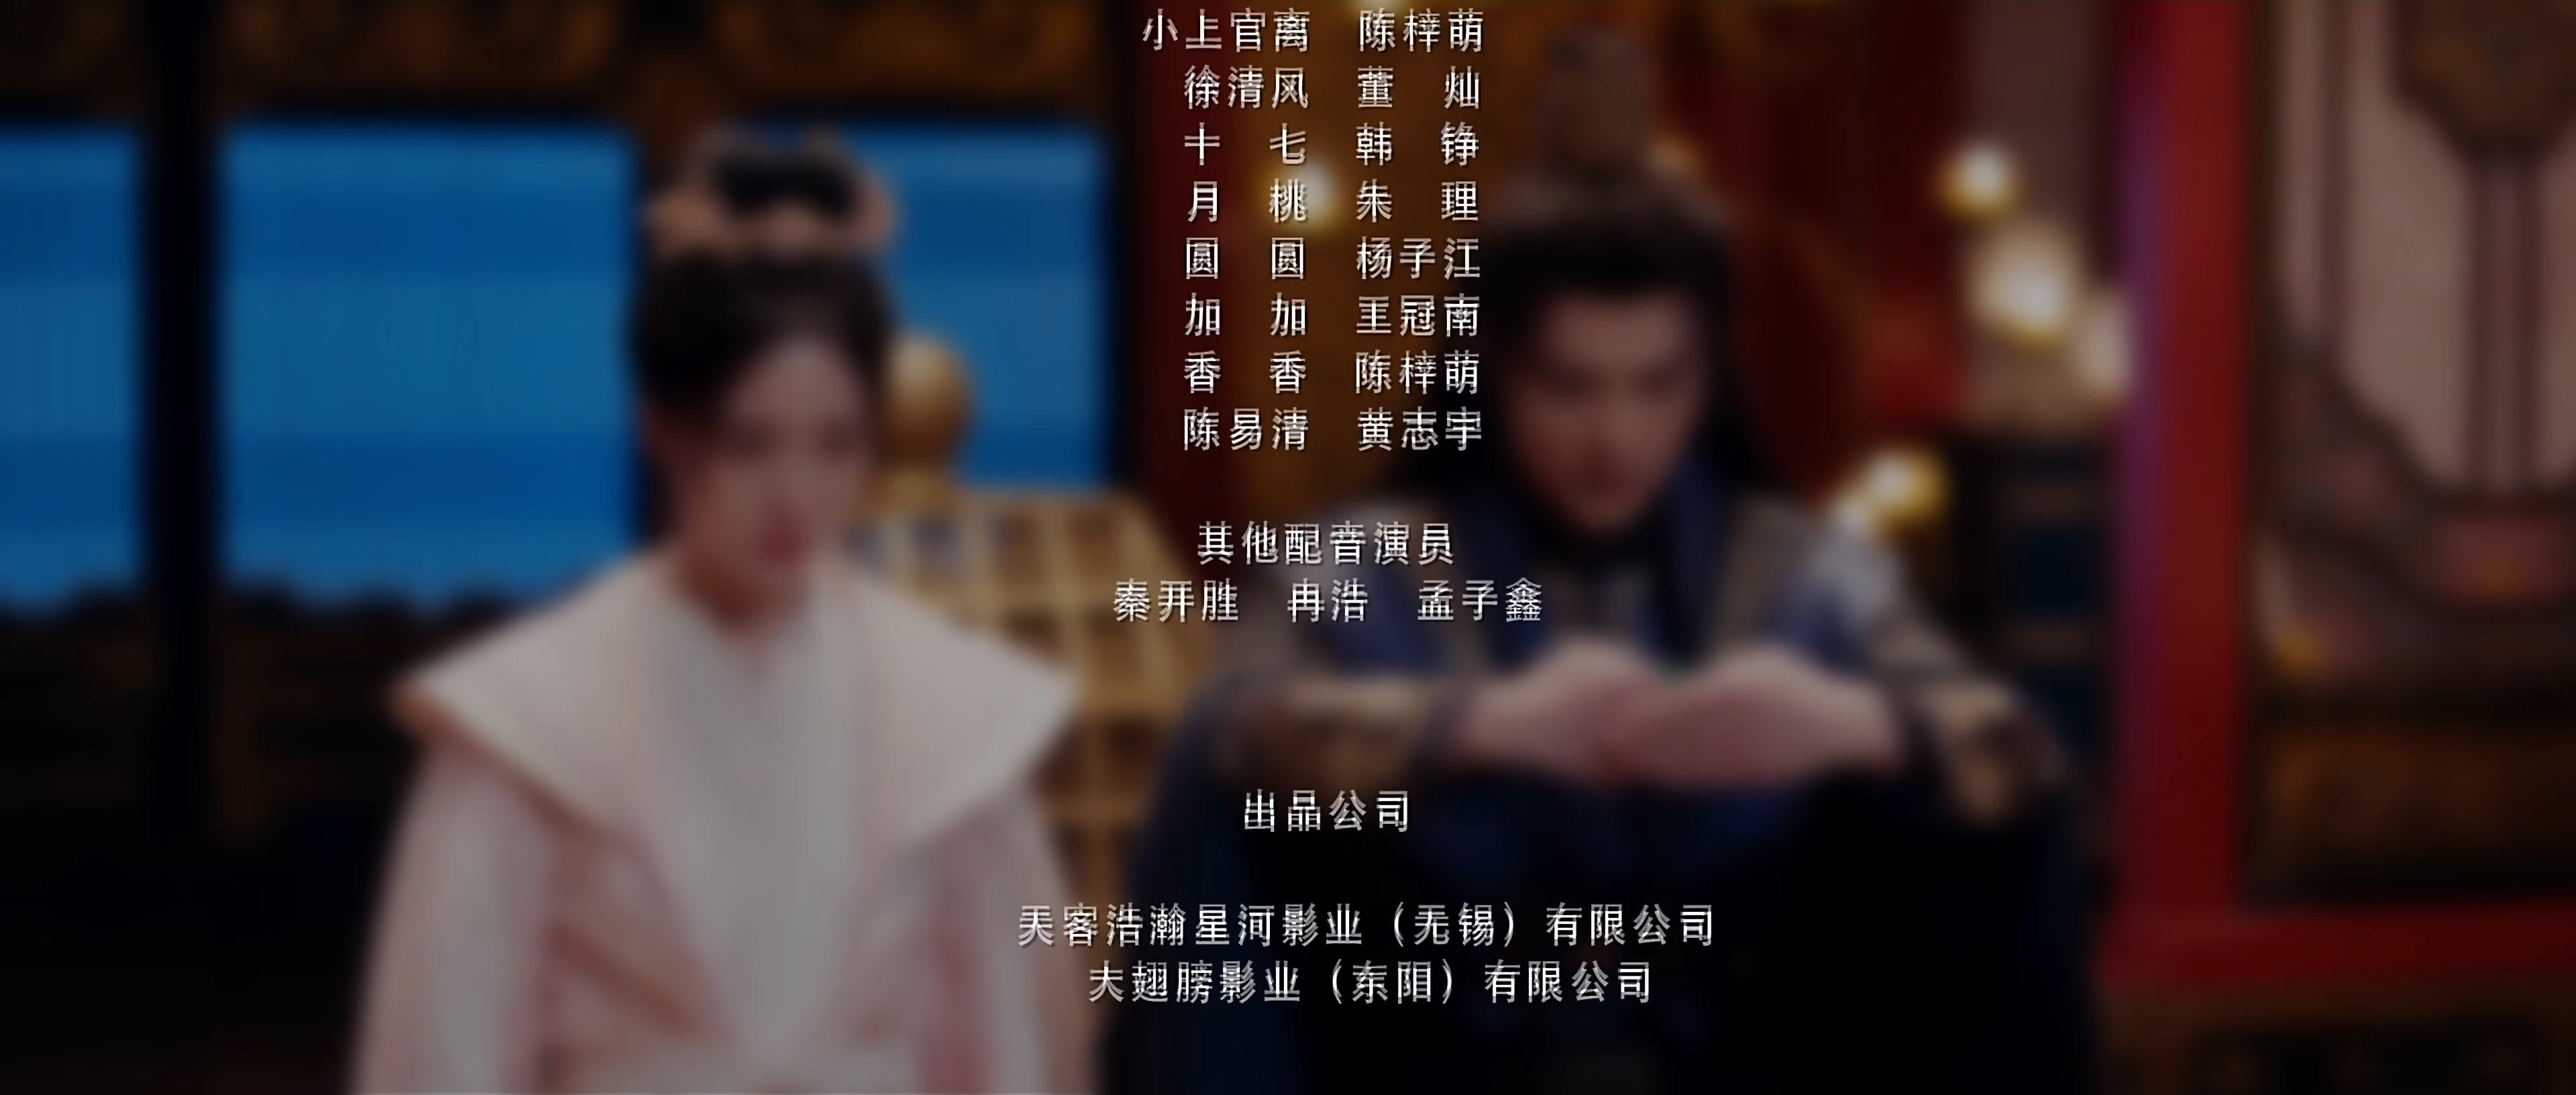 小上官离 陈梓萌
徐清风 董灿
十七 韩铮
月桃 朱理
圆圆 杨子江
加加 王冠南
香香 陈梓萌
陈易清 黄志宇
其他配音演员
秦开胜 冉浩 孟子鑫
出品公司
天客浩瀚星河影业（无锡）有限公司
大翅膀影业（东阳）有限公司